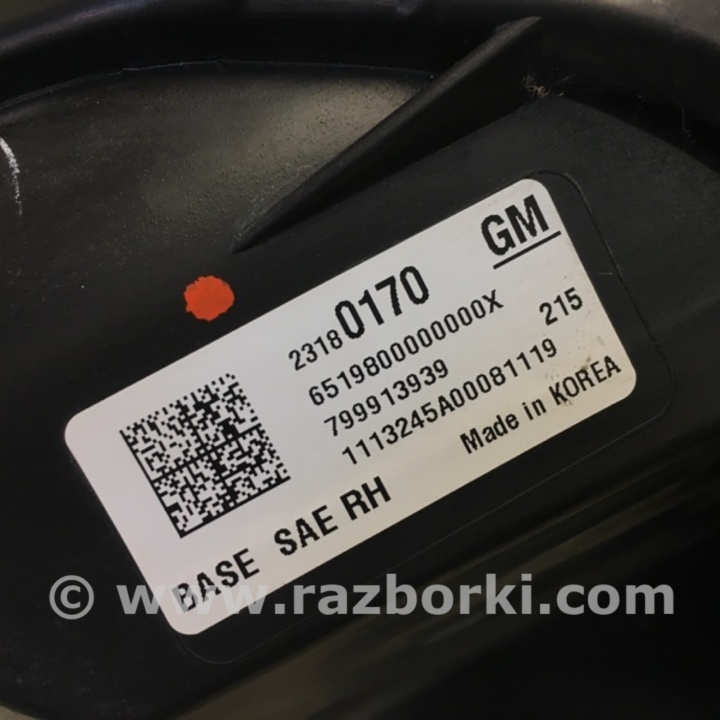 GM
23180170
6519800000000X 215
799913939
1113245A00081119
Made in KOREA
BASE SAE RH
© www.razborki.com